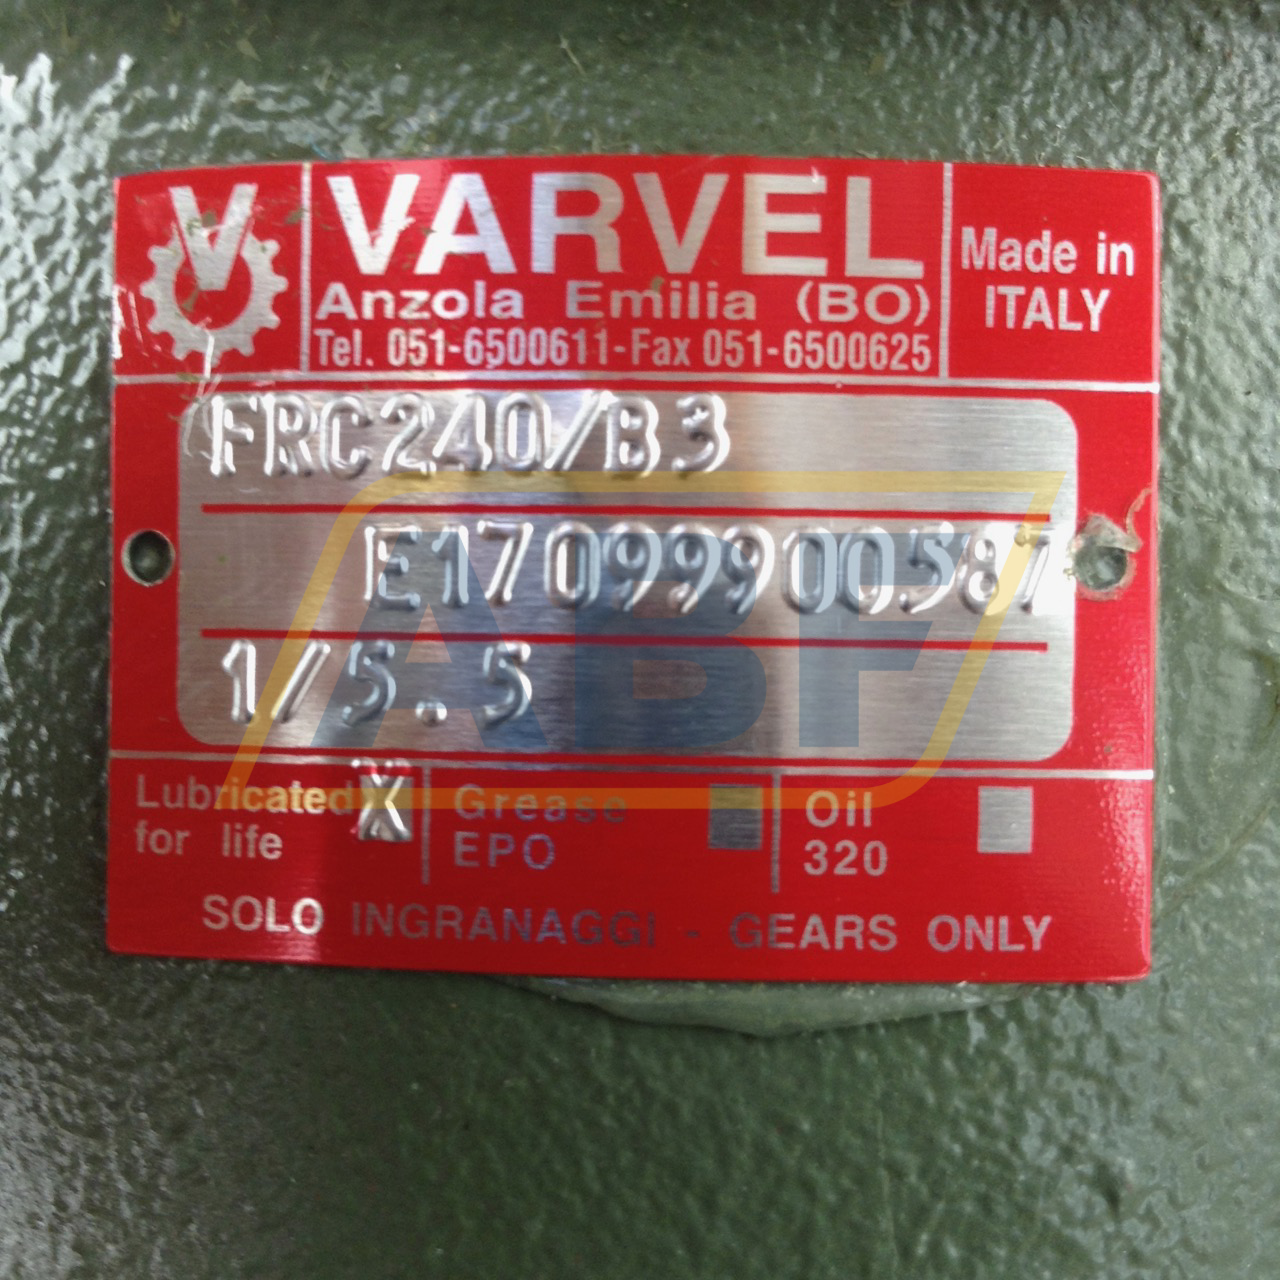 V
VARVEL
Anzola Emilia (BO)
Tel. 051-6500611-Fax 051-6500625
Made in
ITALY
FRC240/B3
E1709990058?
1/5.5
Lubricated X
for life
Grease
EPO
Oil
320
SOLO INGRANAGGI - GEARS ONLY
ABF